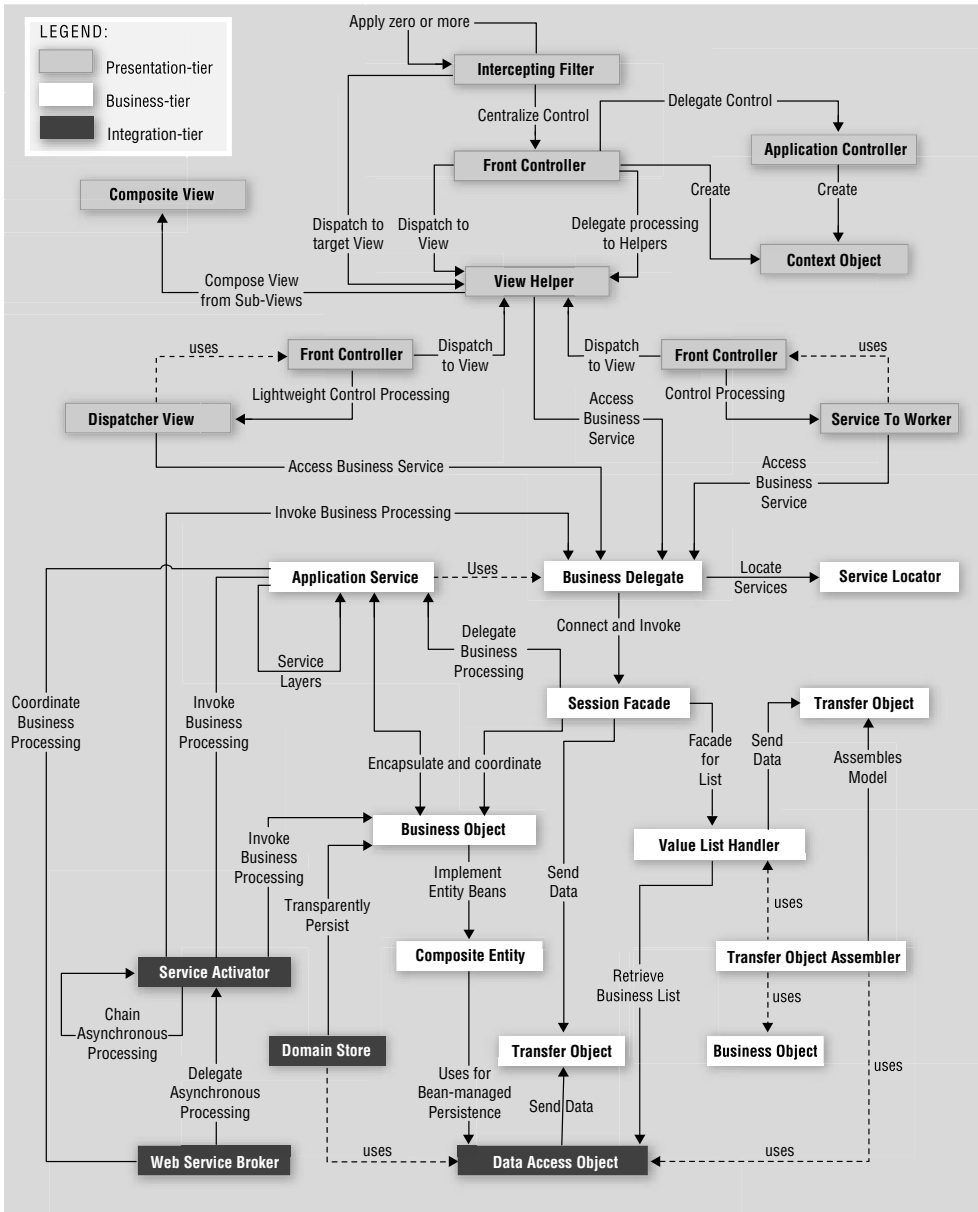 LEGEND:
Presentation-tier
Business-tier
Integration-tier
Apply zero or more
Intercepting Filter
Centralize Control
Delegate Control
Front Controller
Application Controller
Composite View
Create
Create
Dispatch to
target View
Dispatch to
View
Delegate processing
to Helpers
Context Object
Compose View
from Sub-Views
View Helper
uses
Front Controller
Dispatch
to View
Dispatch
to View
Front Controller
uses
Lightweight Control Processing
Control Processing
Dispatcher View
Access
Business
Service
Service To Worker
Access Business Service
Access
Business
Service
Invoke Business Processing
Application Service
Uses
Business Delegate
Locate
Services
Service Locator
Connect and Invoke
Delegate
Business
Processing
Service
Layers
Coordinate
Business
Processing
Invoke
Business
Processing
Session Facade
Transfer Object
Facade
for
List
Send
Data
Assembles
Model
Encapsulate and coordinate
Business Object
Value List Handler
Invoke
Business
Processing
Implement
Entity Beans
Send
Data
Transparently
Persist
uses
Composite Entity
Transfer Object Assembler
Service Activator
Retrieve
Business List
uses
Chain
Asynchronous
Processing
Domain Store
Transfer Object
Business Object
Delegate
Asynchronous
Processing
Uses for
Bean-managed
Persistence
Send Data
uses
Web Service Broker
uses
Data Access Object
uses